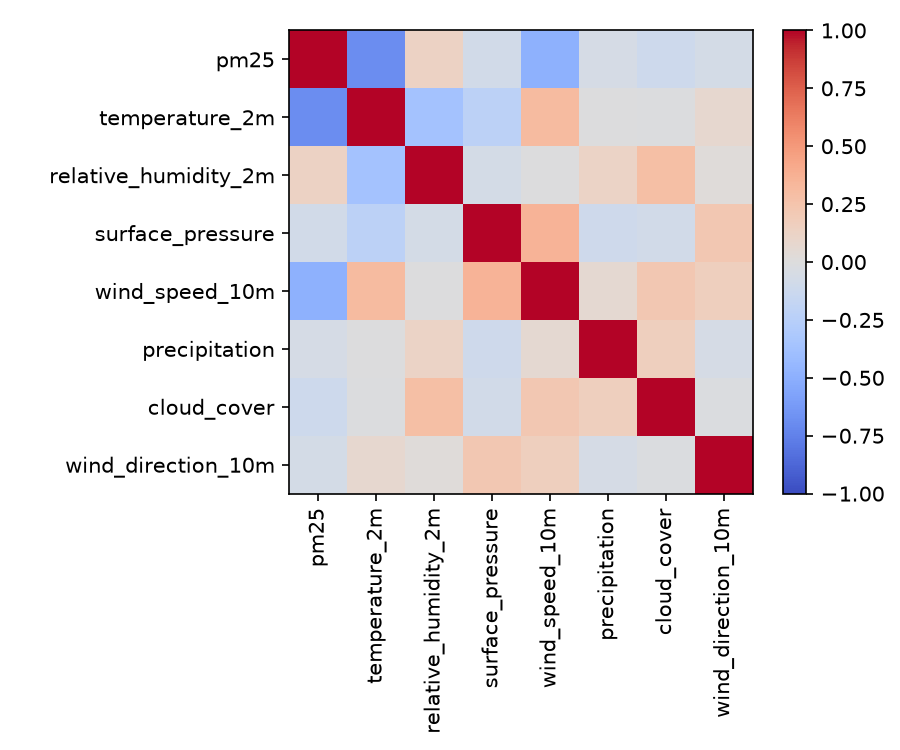 pm25
temperature_2m
relative_humidity_2m
surface_pressure
wind_speed_10m
precipitation
cloud_cover
wind_direction_10m
pm25
temperature_2m
relative_humidity_2m
surface_pressure
wind_speed_10m
precipitation
cloud_cover
wind_direction_10m
1.00
0.75
0.50
0.25
0.00
−0.25
−0.50
−0.75
−1.00